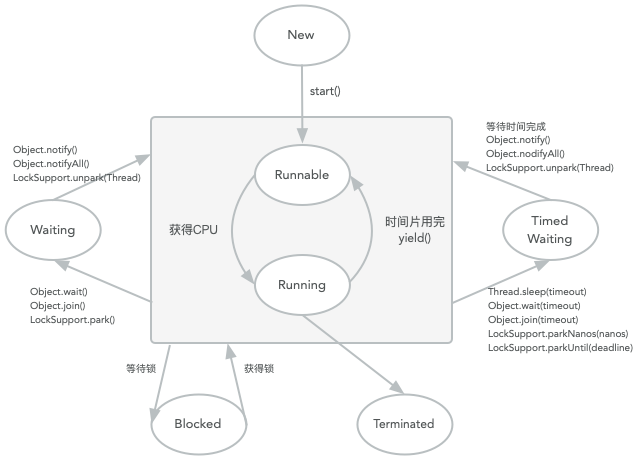 New
start()
等待时间完成
Object.notify()
Object.nodifyAll()
LockSupport.unpark(Thread)
Object.notify()
Object.notifyAll()
LockSupport.unpark(Thread)
Runnable
Waiting
获得CPU
时间片用完
yield()
Timed
Waiting
Running
Object.wait()
Object.join()
LockSupport.park()
Thread.sleep(timeout)
Object.wait(timeout)
Object.join(timeout)
LockSupport.parkNanos(nanos)
LockSupport.parkUntil(deadline)
等待锁
获得锁
Blocked
Terminated